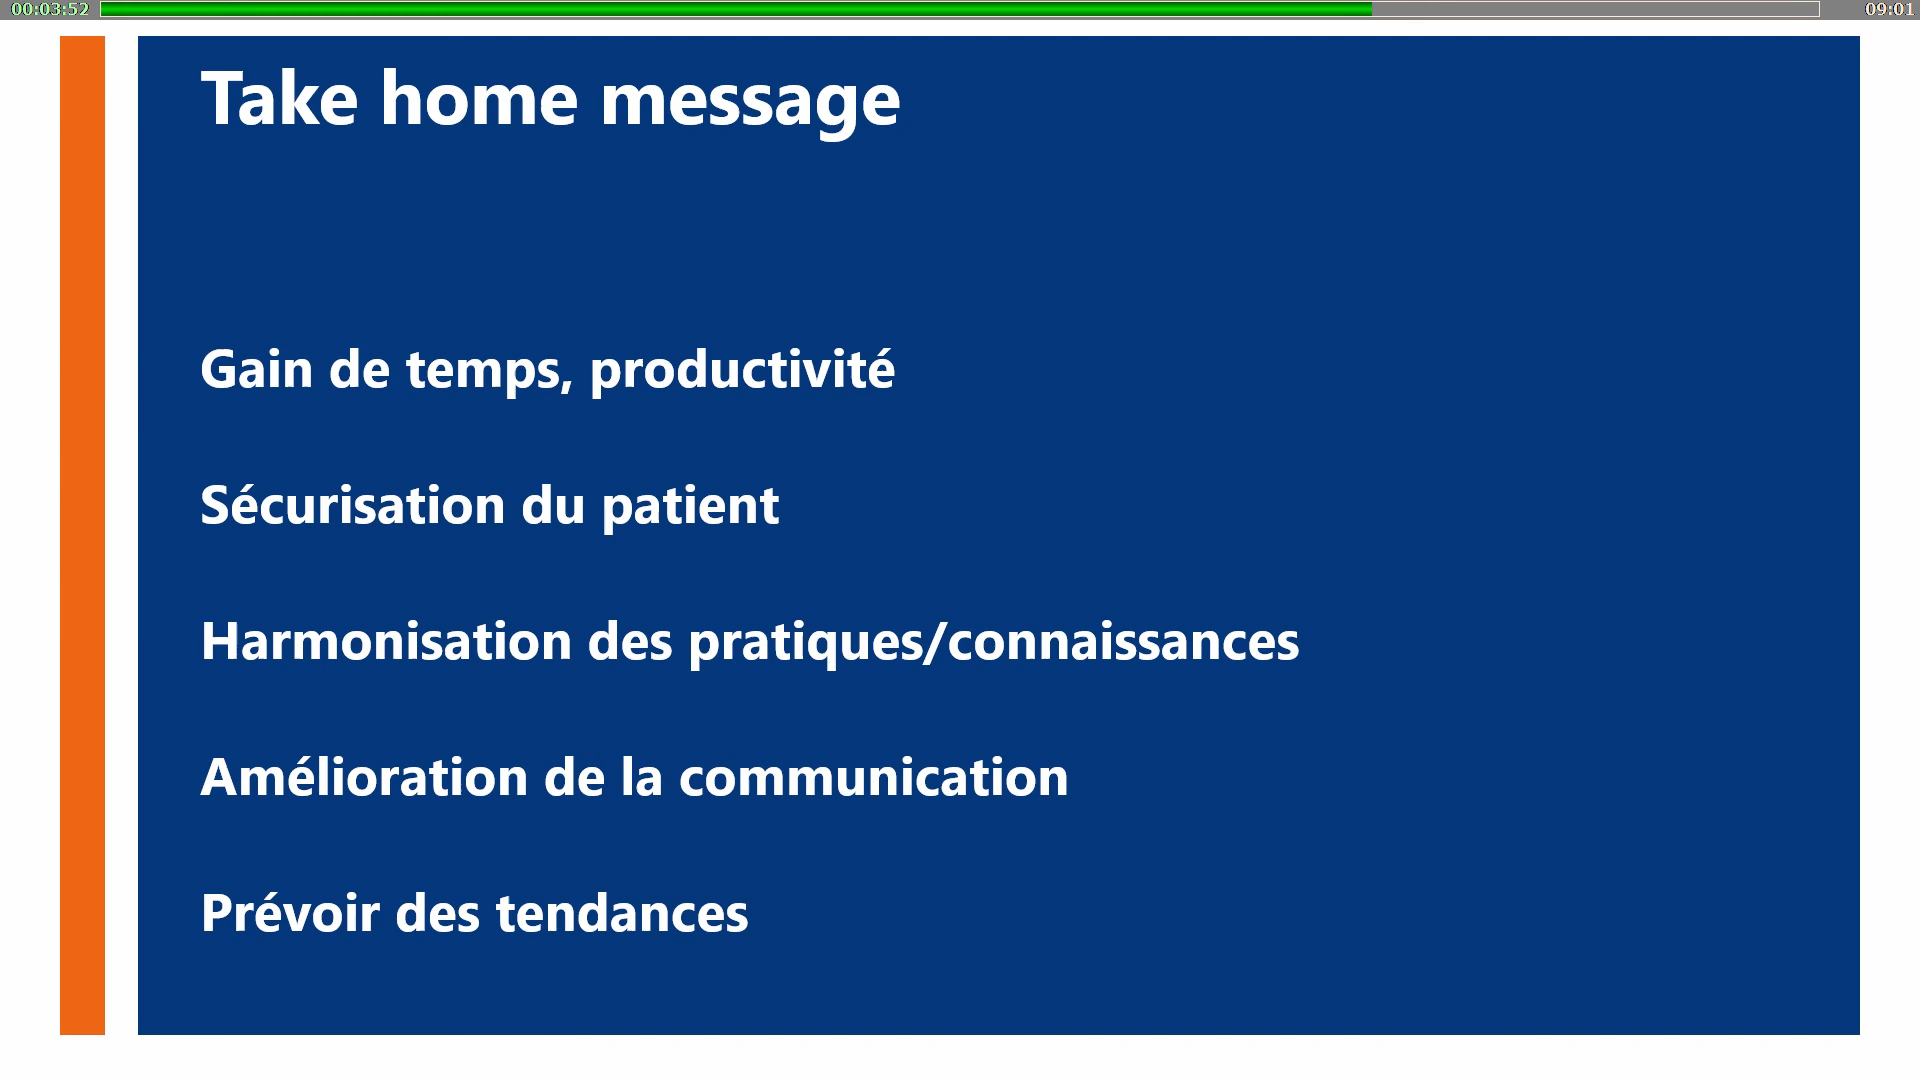 00:03:52
09:01
Take home message
Gain de temps, productivité
Sécurisation du patient
Harmonisation des pratiques/connaissances
Amélioration de la communication
Prévoir des tendances